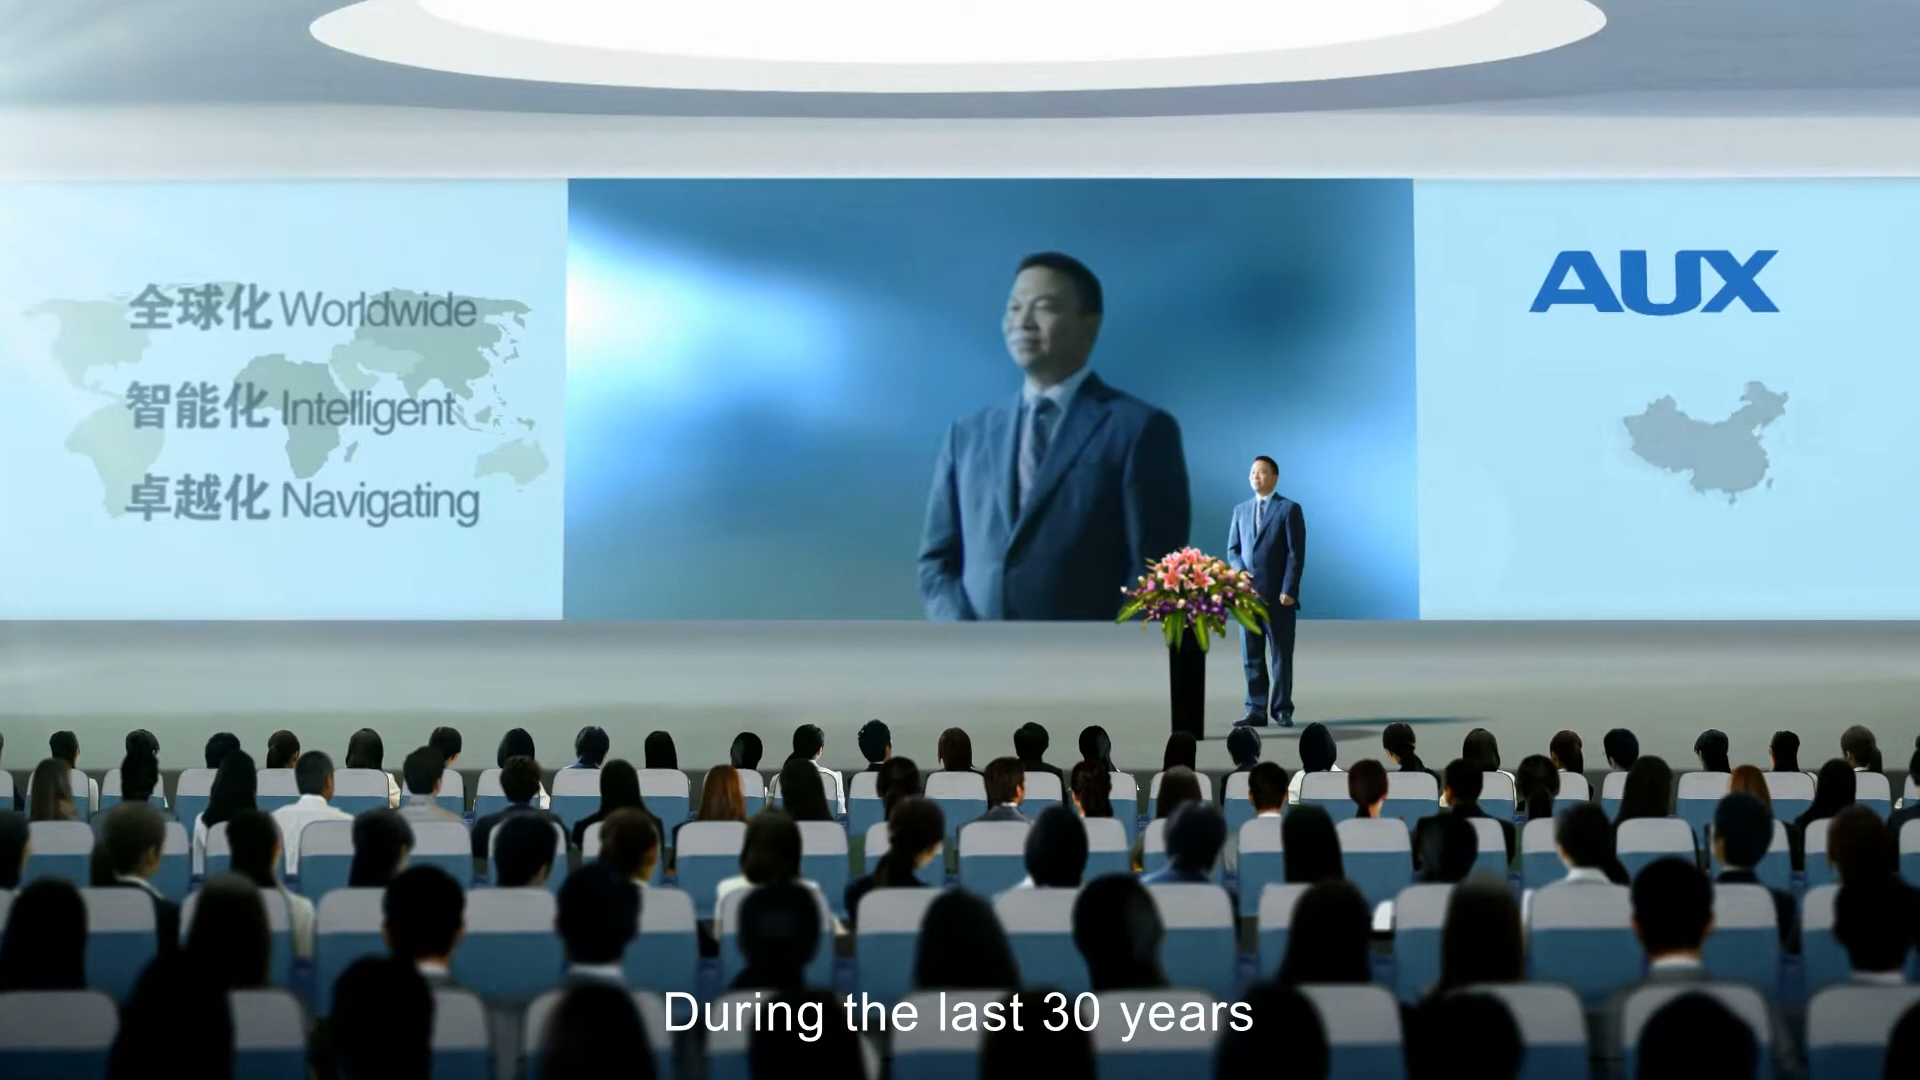 全球化 Worldwide
智能化 Intelligent
卓越化 Navigating
AUX
During the last 30 years